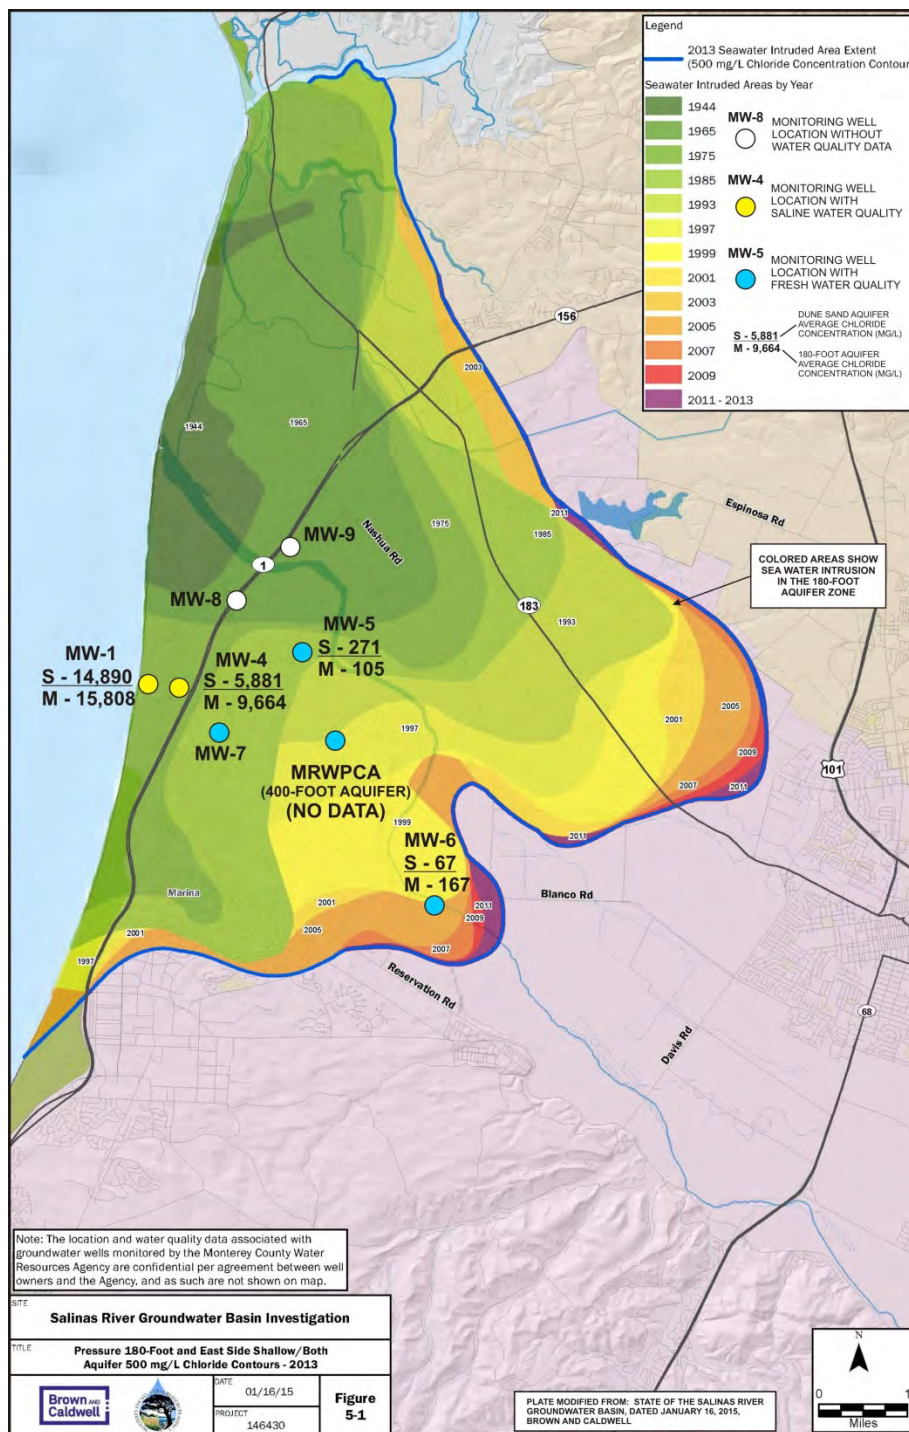 Legend
2013 Seawater Intruded Area Extent
(500 mg/L Chloride Concentration Contour
Seawater Intruded Areas by Year
1944
1965
1975
1985
1993
1997
1999
2001
2003
2005
2007
2009
2011 - 2013
MW-8
MONITORING WELL
LOCATION WITHOUT
WATER QUALITY DATA
MW-4
MONITORING WELL
LOCATION WITH
SALINE WATER QUALITY
MW-5
MONITORING WELL
LOCATION WITH
FRESH WATER QUALITY
S - 5,881
M - 9,664
DUNE SAND AQUIFER
AVERAGE CHLORIDE
CONCENTRATION (MG/L)
180-FOOT AQUIFER
AVERAGE CHLORIDE
CONCENTRATION (MG/L)
156
2003
1944
1965
1975
2011
1985
Espinosa Rd
Nashua Rd
MW-9
1
MW-8
COLORED AREAS SHOW
SEA WATER INTRUSION
IN THE 180-FOOT
AQUIFER ZONE
183
1993
MW-5
S - 271
M - 105
MW-1
S - 14,890
M - 15,808
MW-4
S - 5,881
M - 9,664
MW-7
1997
2001
2005
2009
2007
2011
101
MRWPCA
(400-FOOT AQUIFER)
(NO DATA)
1999
2011
MW-6
S - 67
M - 167
Blanco Rd
Marina
2001
2011
2009
2005
2001
2007
1997
Reservation Rd
68
Davis Rd
Note: The location and water quality data associated with
groundwater wells monitored by the Monterey County Water
Resources Agency are confidential per agreement between well
owners and the Agency, and as such are not shown on map.
SITE
Salinas River Groundwater Basin Investigation
TITLE
Pressure 180-Foot and East Side Shallow/Both
Aquifer 500 mg/L Chloride Contours - 2013
Brown AND
Caldwell
DATE
01/16/15
PROJECT
146430
Figure
5-1
PLATE MODIFIED FROM: STATE OF THE SALINAS RIVER
GROUNDWATER BASIN, DATED JANUARY 16, 2015,
BROWN AND CALDWELL
N
0 1
Miles